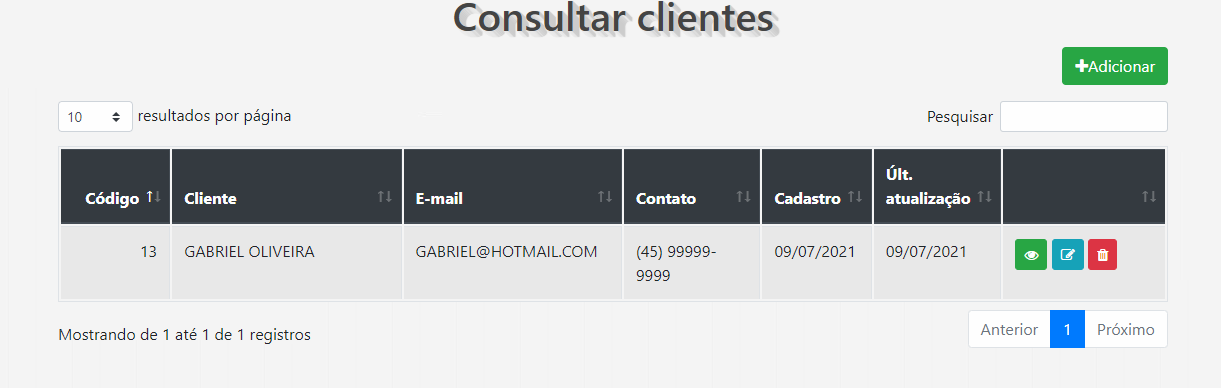 Consultar clientes
Adicionar
10 resultados por página Pesquisar
Código Cliente E-mail Contato Cadastro Últ. atualização
13 GABRIEL OLIVEIRA GABRIEL@HOTMAIL.COM (45) 99999- 09/07/2021 09/07/2021
9999
Mostrando de 1 até 1 de 1 registros
Anterior 1 Próximo